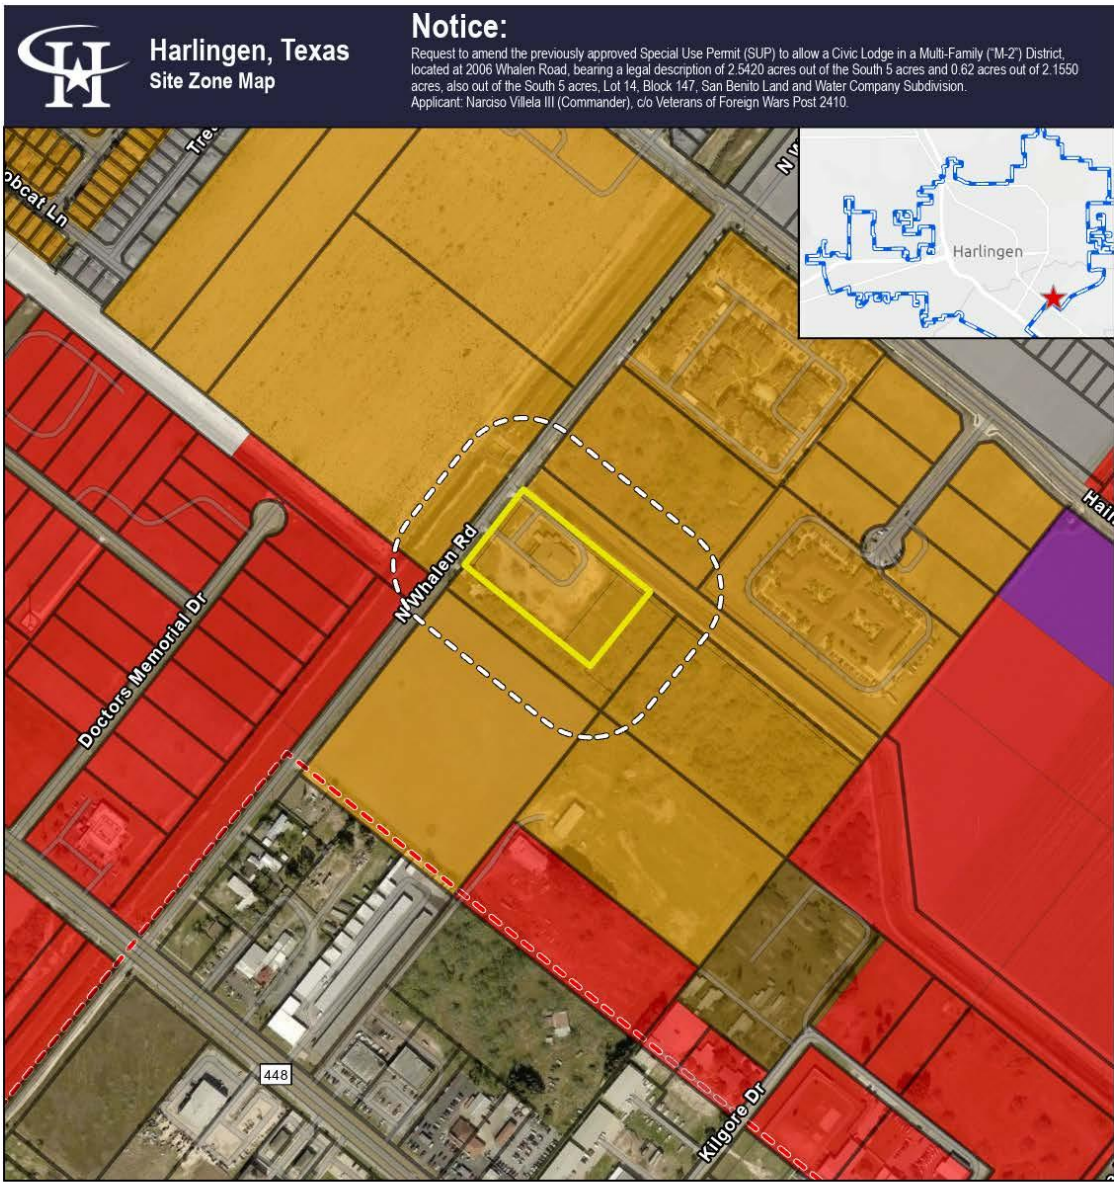 Harlingen, Texas
Site Zone Map
Notice:
Request to amend the previously approved Special Use Permit (SUP) to allow a Civic Lodge in a Multi-Family ("M-2") District,
located at 2006 Whalen Road, bearing a legal description of 2.5420 acres out of the South 5 acres and 0.62 acres out of 2.1550
acres, also out of the South 5 acres, Lot 14, Block 147, San Benito Land and Water Company Subdivision.
Applicant: Narciso Villela III (Commander), c/o Veterans of Foreign Wars Post 2410.
Tre
N W
obcat Ln
Harlingen
Hain
N Whalen Rd
Doctors Memorial Dr
448
Kilgore Dr